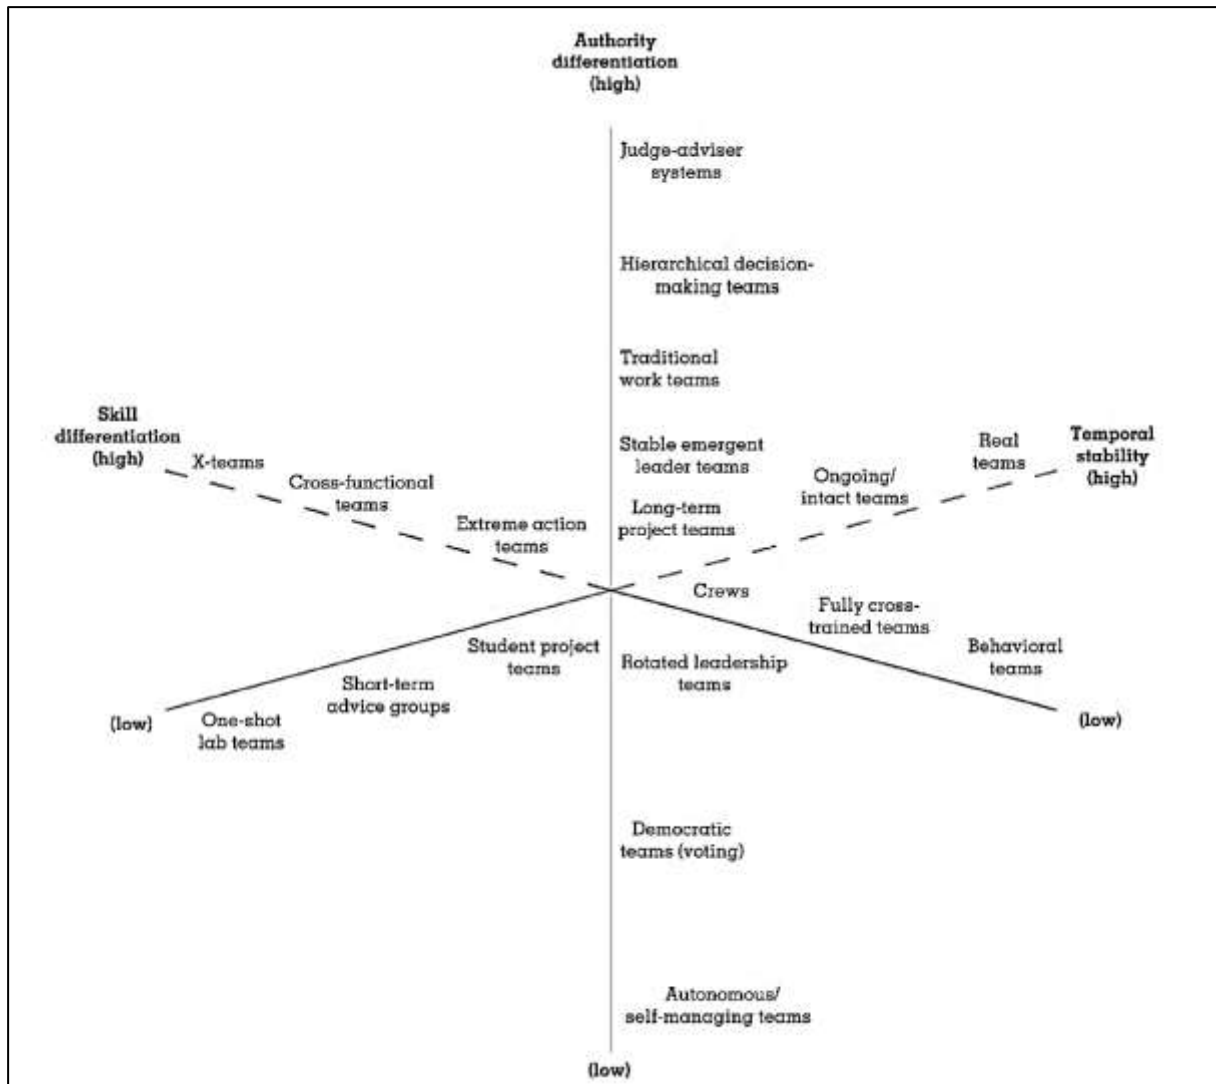 Authority
differentiation
(high)
Judge-adviser
systems
Hierarchical decision-
making teams
Traditional
work teams
Skill
differentiation
(high)
X-teams
Cross-functional
teams
Extreme action
teams
Stable emergent
leader teams
Long-term
project teams
Ongoing/
intact teams
Real
teams
Temporal
stability
(high)
Crews
Fully cross-
trained teams
Behavioral
teams
(low)
Student project
teams
Short-term
advice groups
One-shot
lab teams
(low)
Rotated leadership
teams
Democratic
teams (voting)
Autonomous/
self-managing teams
(low)